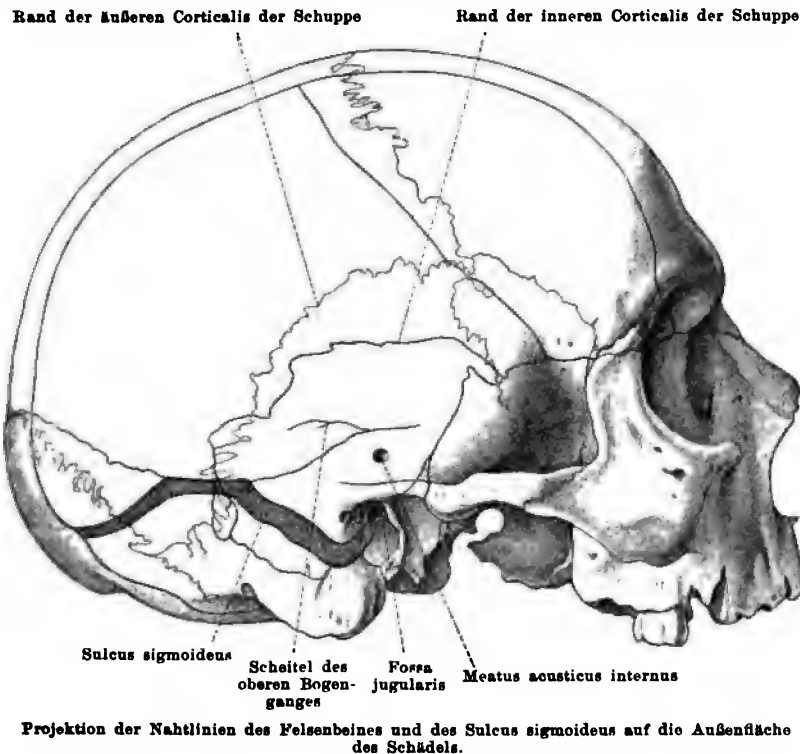 Rand der äußeren Corticalis der Schuppe
Rand der inneren Corticalis der Schuppe
Sulcus sigmoideus
Scheitel des
oberen Bogen-
ganges
Fossa
jugularis
Meatus acusticus internus
Projektion der Nahtlinien des Felsenbeines und des Sulcus sigmoideus auf die Außenfläche
des Schädels.